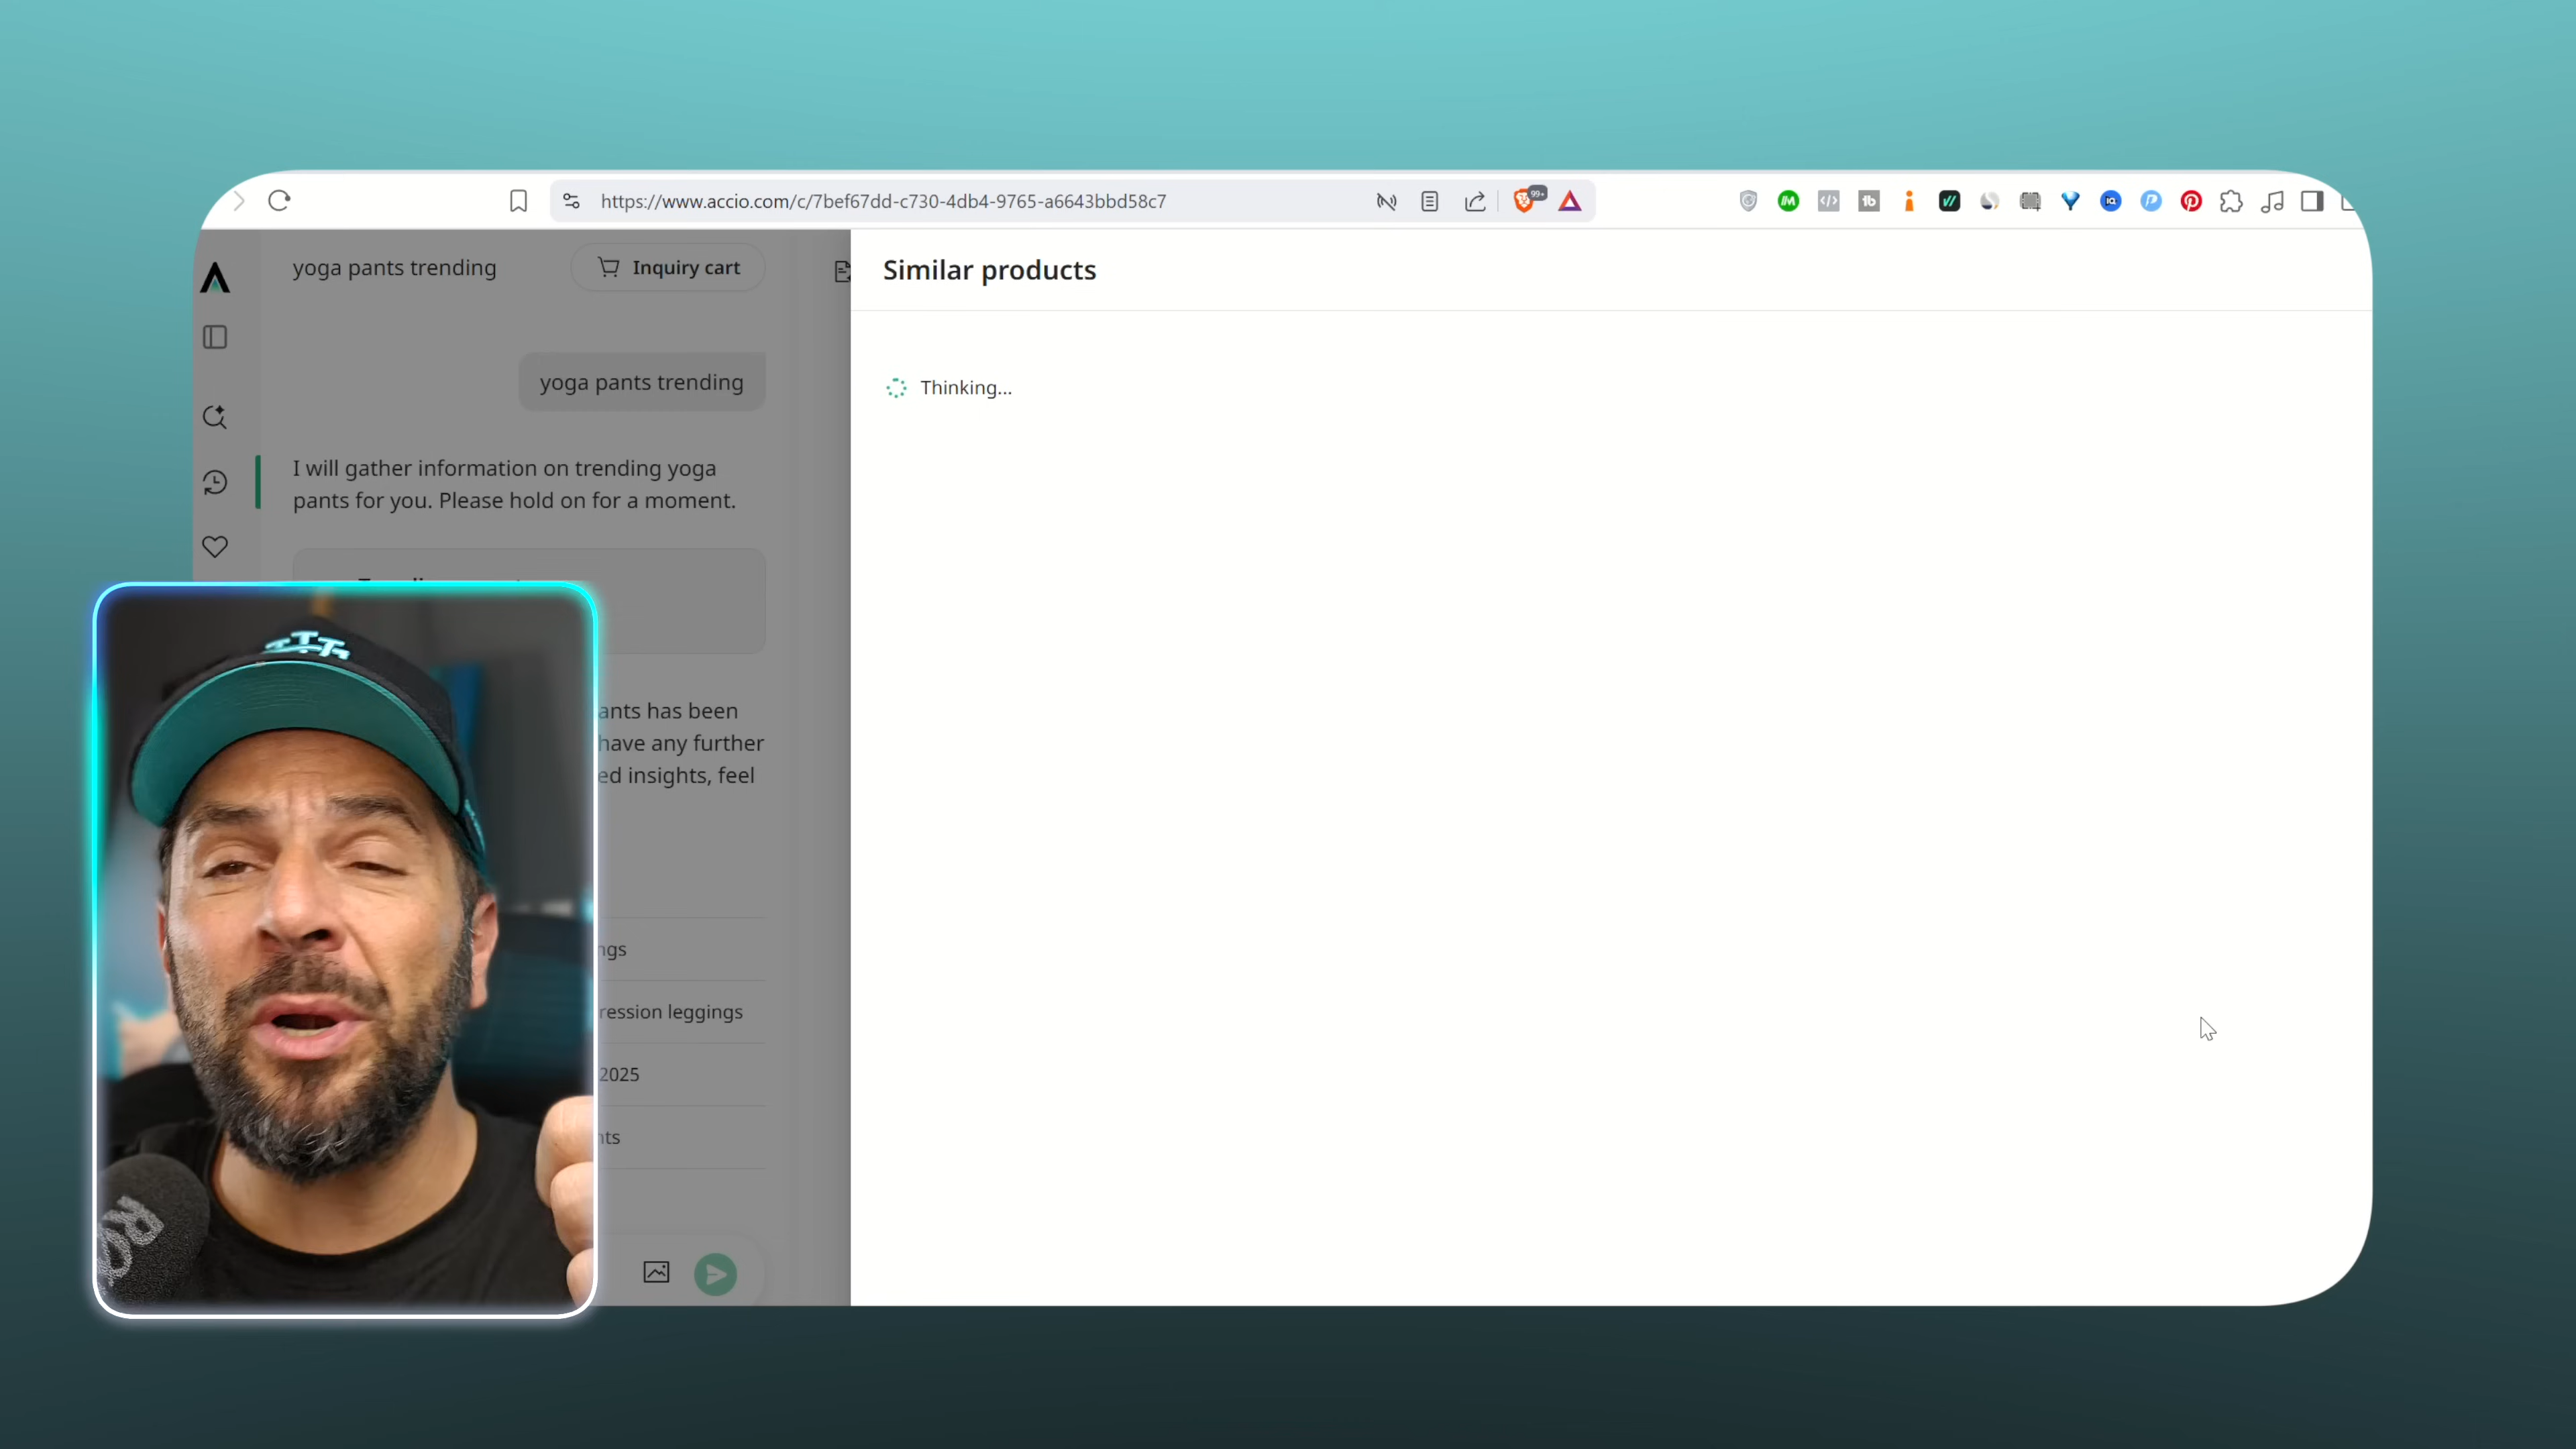 https://www.accio.com/c/7bef67dd-c730-4db4-9765-a6643bbd58c7
99+
yoga pants trending
Inquiry cart
Similar products
yoga pants trending
Thinking...
I will gather information on trending yoga
pants for you. Please hold on for a moment.
ants has been
have any further
ed insights, feel
ngs
ression leggings
2025
nts